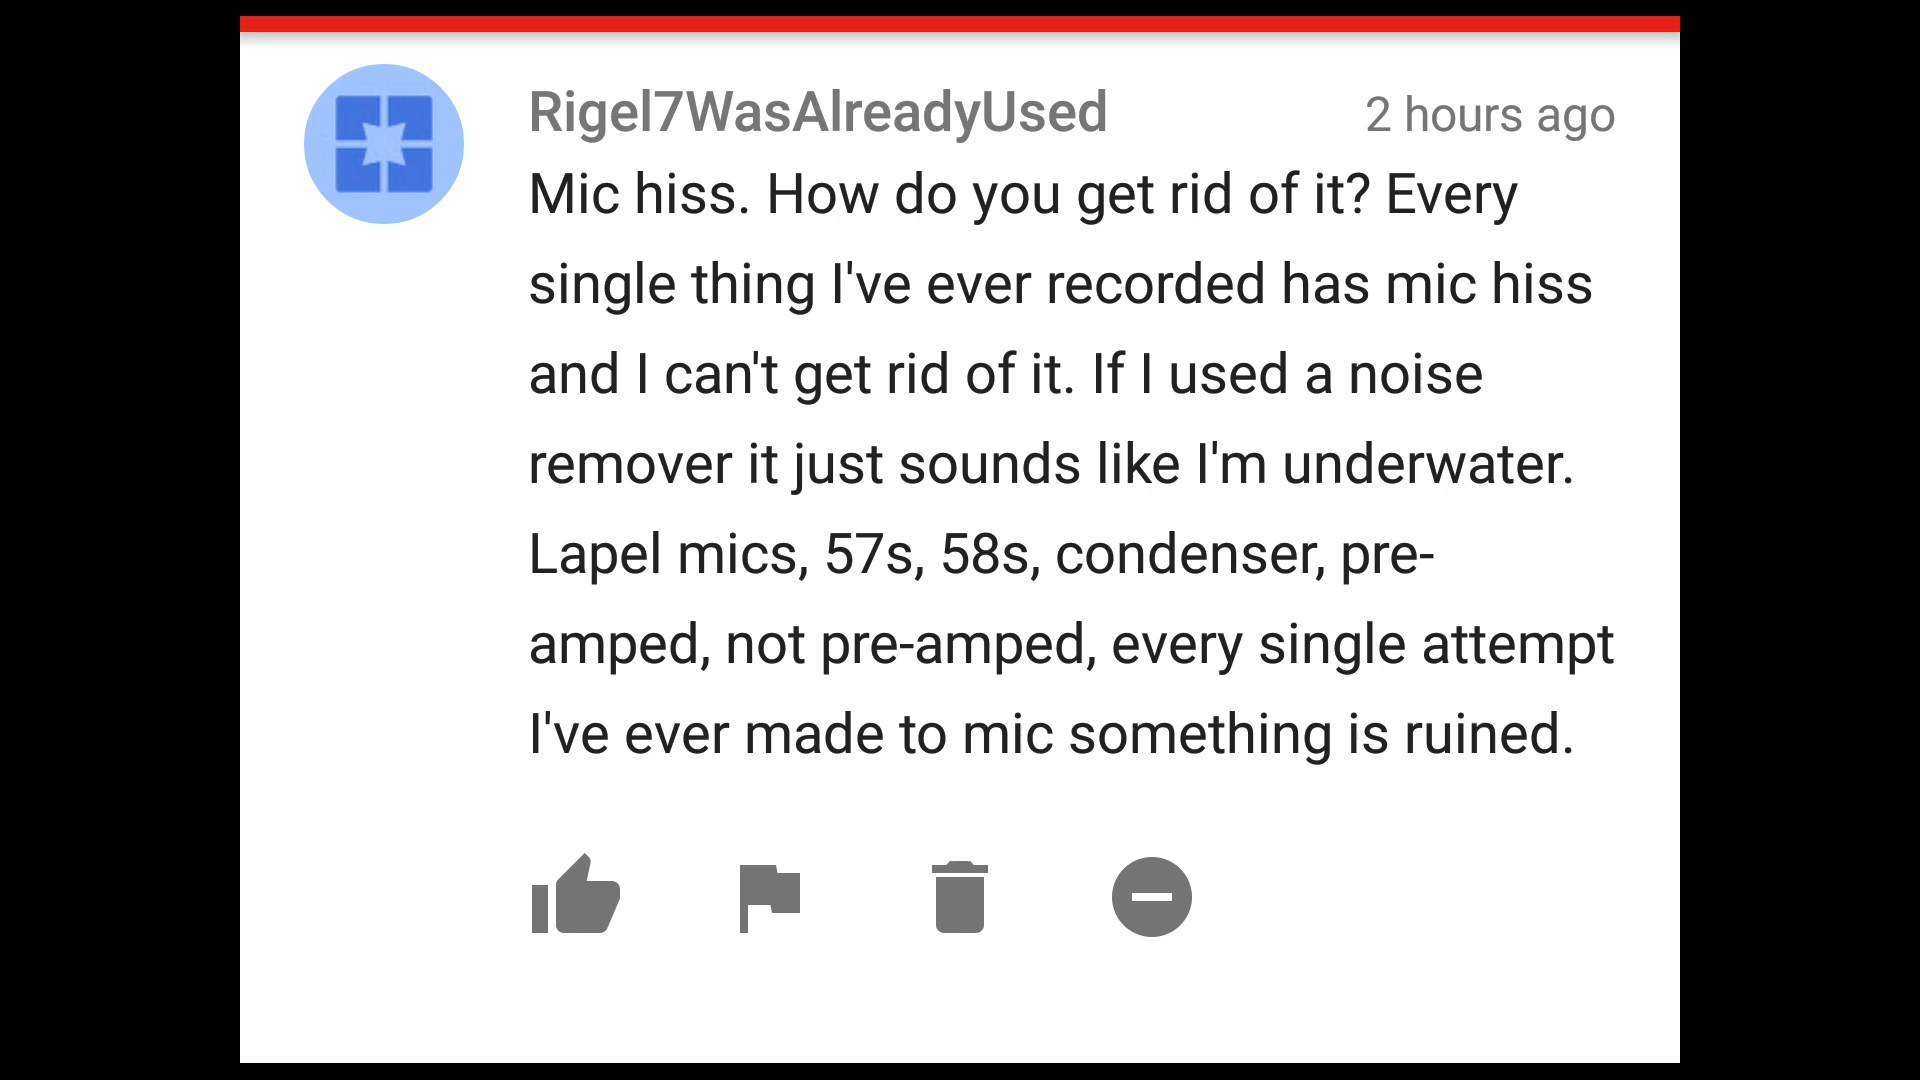 Rigel7WasAlreadyUsed 2 hours ago
Mic hiss. How do you get rid of it? Every
single thing I've ever recorded has mic hiss
and I can't get rid of it. If I used a noise
remover it just sounds like I'm underwater.
Lapel mics, 57s, 58s, condenser, pre-
amped, not pre-amped, every single attempt
I've ever made to mic something is ruined.